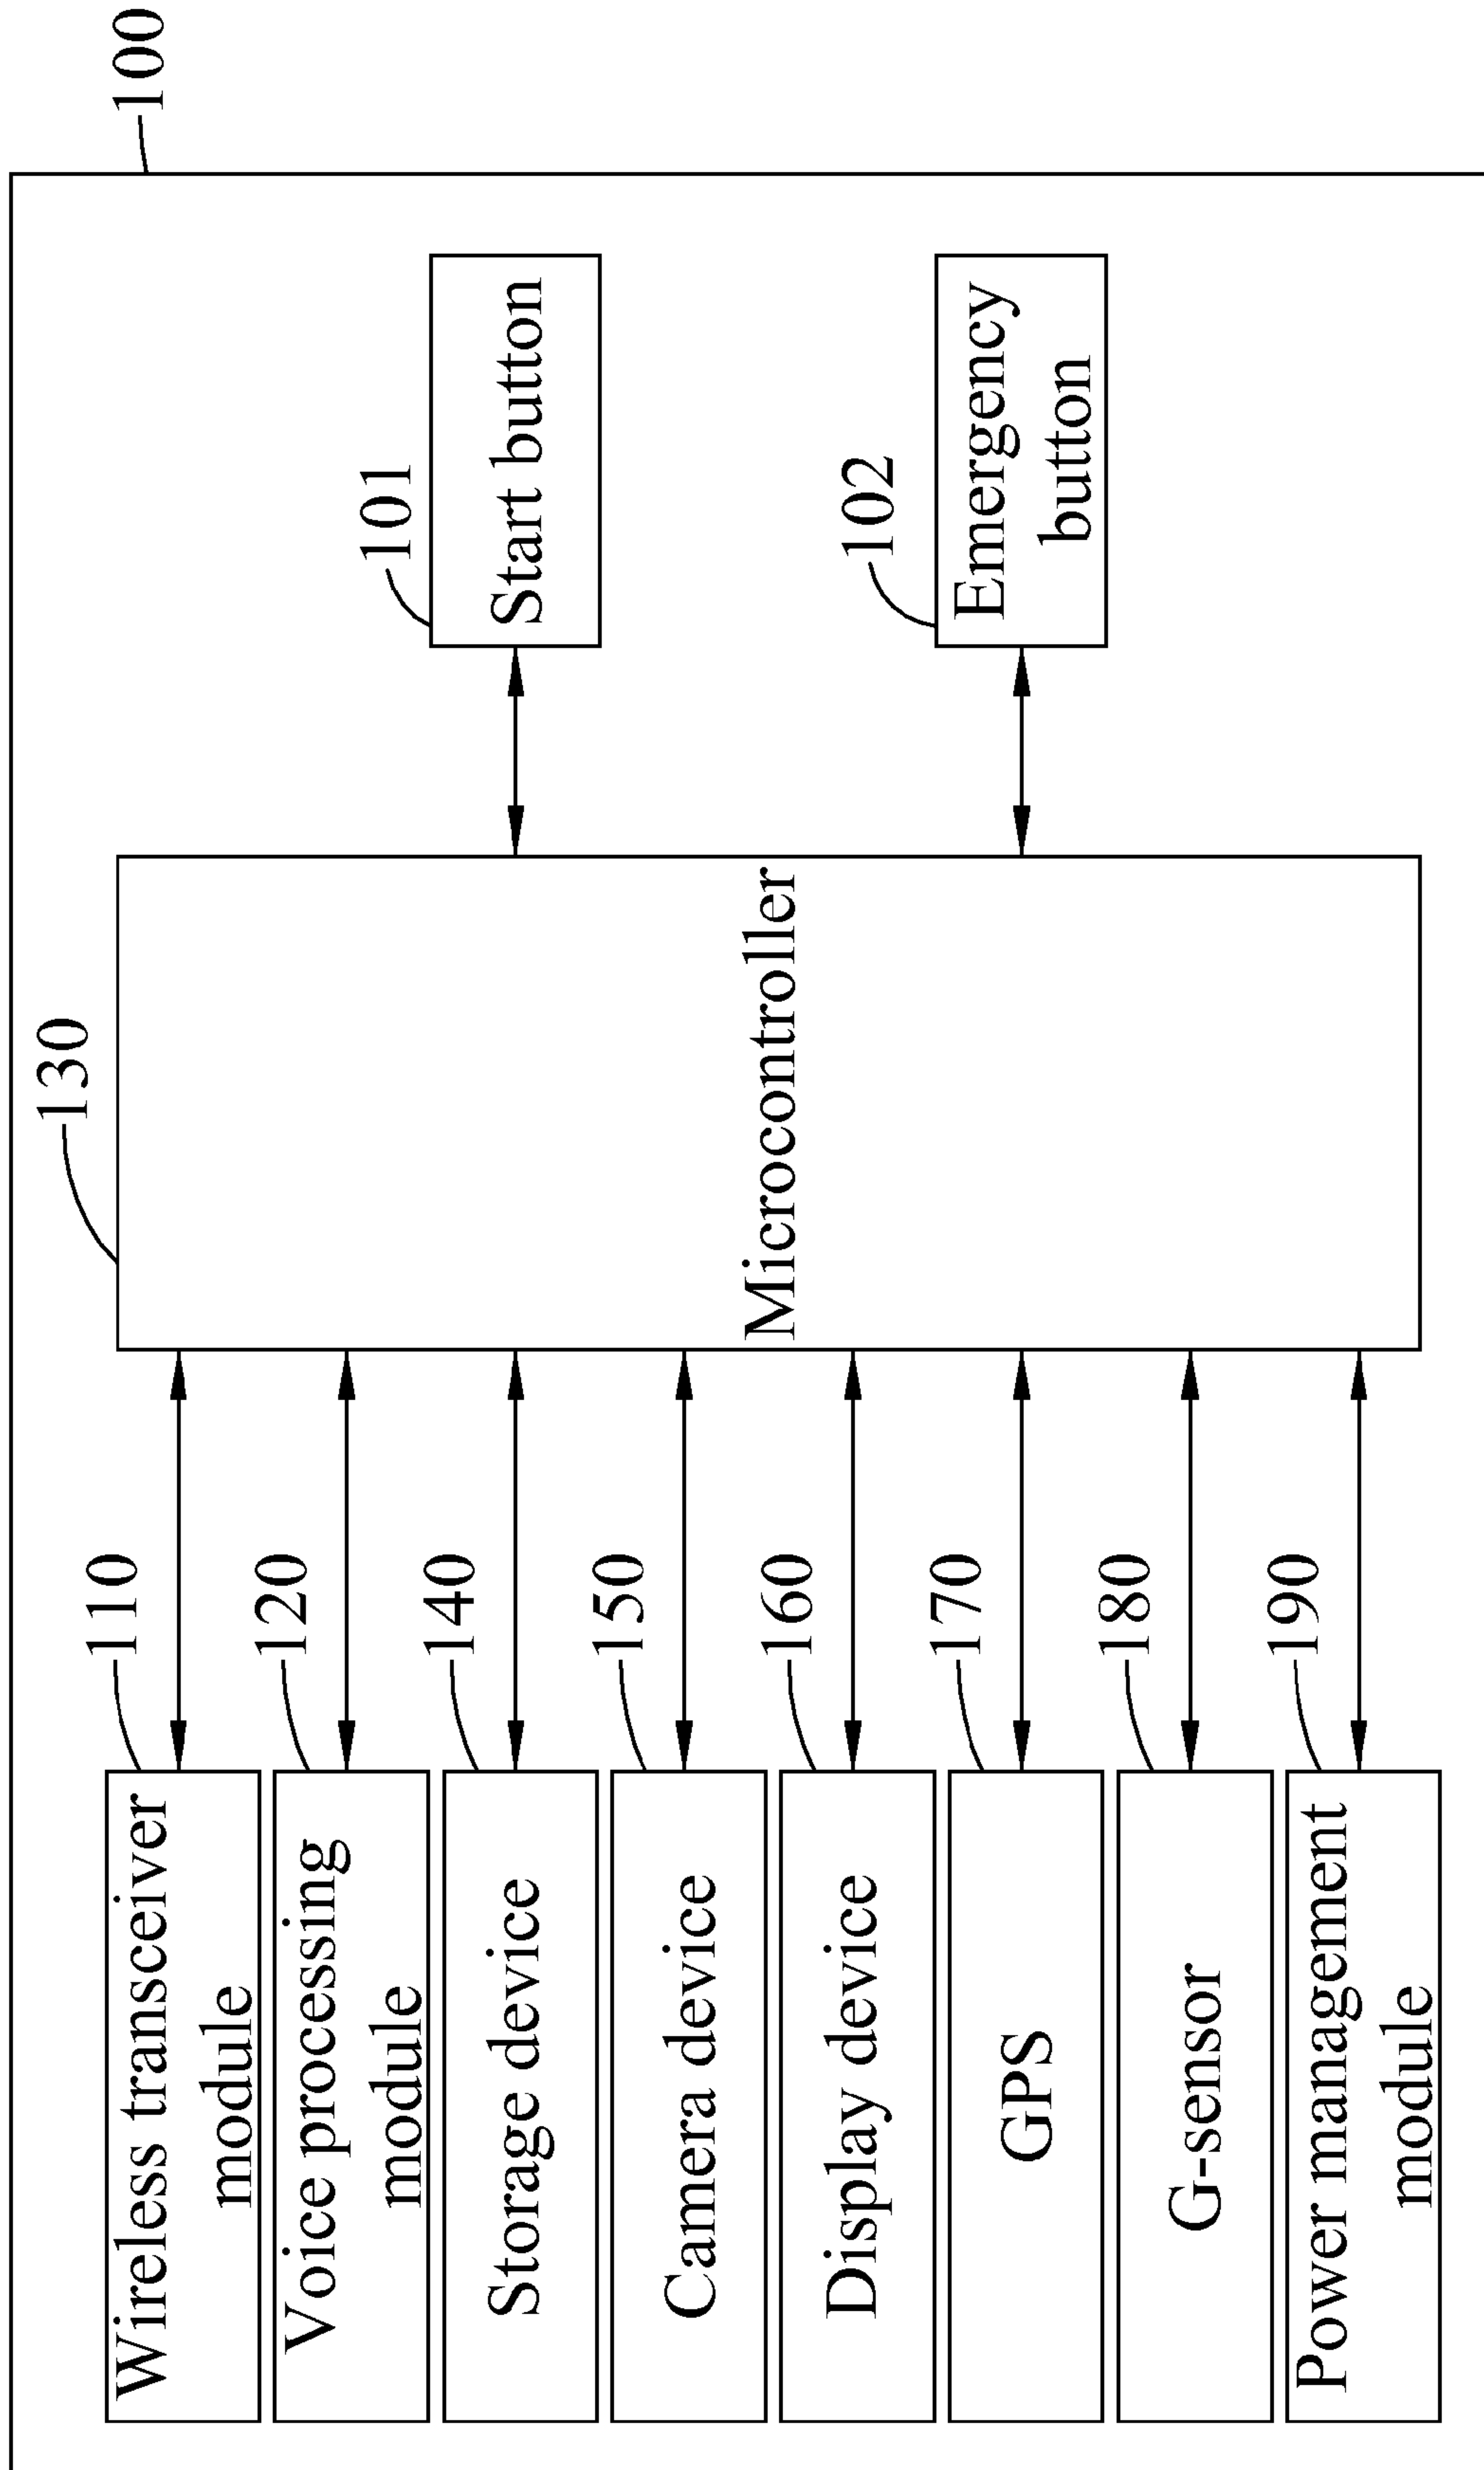 100
130
110
Wireless transceiver
module
120
Voice processing
module
140
Storage device
150
Camera device
160
Display device
170
GPS
180
G-sensor
190
Power management
module
Microcontroller
101
Start button
102
Emergency
button